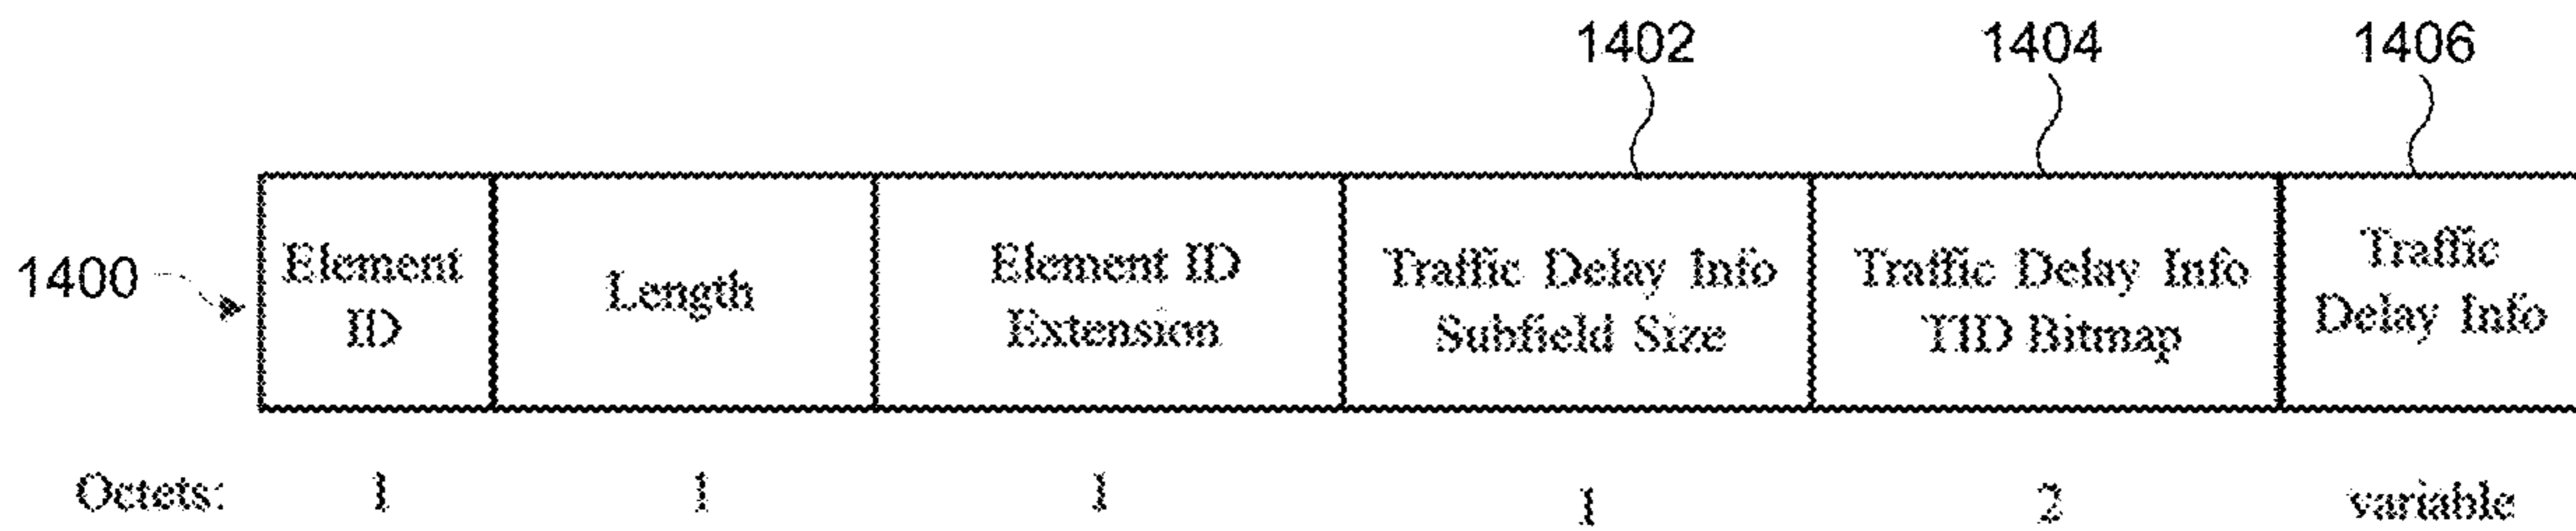 1402 1404 1406
1400
Element
ID
Length
Element ID
Extension
Traffic Delay Info
Subfield Size
Traffic Delay Info
TID Bitmap
Traffic
Delay Info
Octets: 1 1 1 1 2 variable